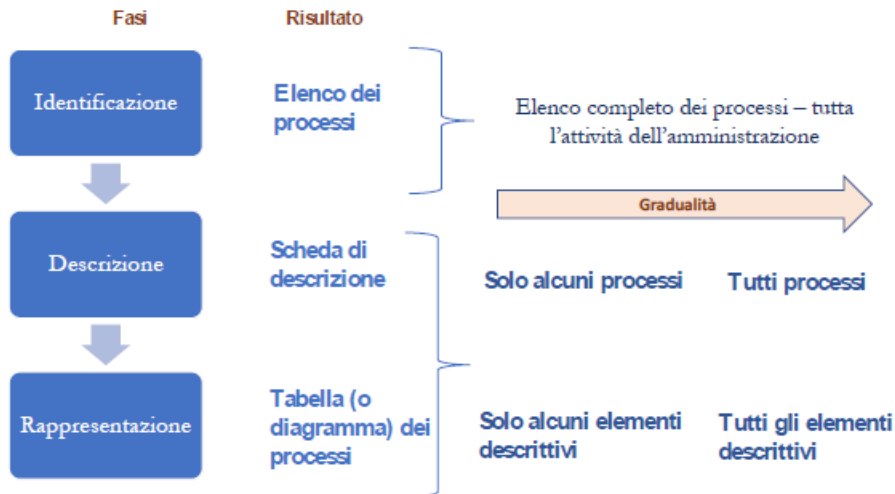 Fasi
Risultato
Identificazione
Elenco dei
processi
Elenco completo dei processi – tutta
l'attività dell'amministrazione
Gradualità
Descrizione
Scheda di
descrizione
Solo alcuni processi
Tutti processi
Rappresentazione
Tabella (o
diagramma) dei
processi
Solo alcuni elementi
descrittivi
Tutti gli elementi
descrittivi